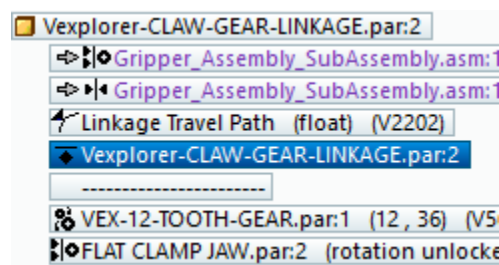 Vexplorer-CLAW-GEAR-LINKAGE.par:2
Gripper_Assembly_SubAssembly.asm:1
Gripper_Assembly_SubAssembly.asm:1
Linkage Travel Path (float) (V2202)
Vexplorer-CLAW-GEAR-LINKAGE.par:2
-----------------------
VEX-12-TOOTH-GEAR.par:1 (12 , 36) (V5
FLAT CLAMP JAW.par:2 (rotation unlocke